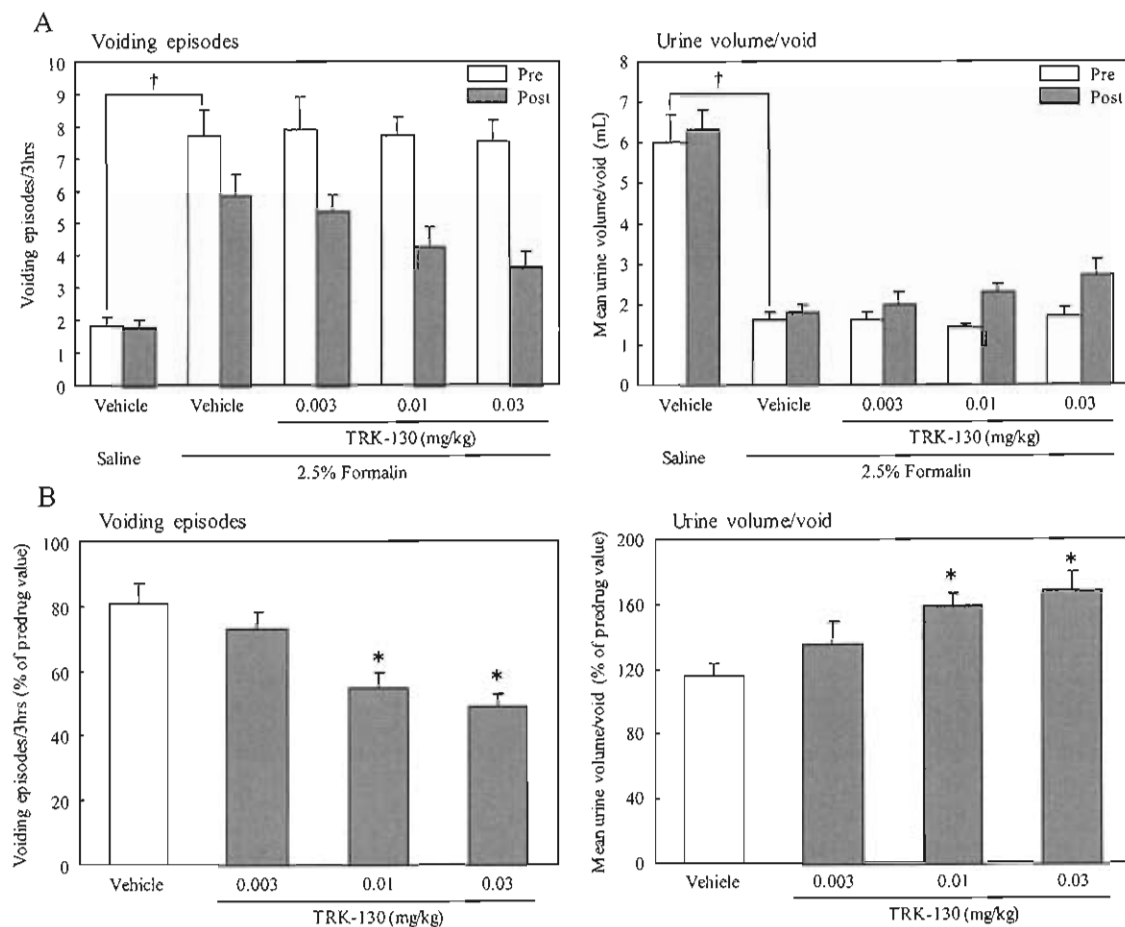 A
Voiding episodes
Voiding episodes/3hrs
10
9
8
7
6
5
4
3
2
1
0
†
Pre
Post
Vehicle Vehicle 0.003 0.01 0.03
TRK-130 (mg/kg)
Saline
2.5% Formalin
Urine volume/void
Mean urine volume/void (mL)
8
7
6
5
4
3
2
1
0
†
Pre
Post
Vehicle Vehicle 0.003 0.01 0.03
TRK-130 (mg/kg)
Saline
2.5% Formalin
B
Voiding episodes
Voiding episodes/3hrs (% of predrug value)
100
80
60
40
20
0
* *
Vehicle 0.003 0.01 0.03
TRK-130 (mg/kg)
Urine volume/void
Mean urine volume/void (% of predrug value)
200
160
120
80
40
0
* *
Vehicle 0.003 0.01 0.03
TRK-130 (mg/kg)